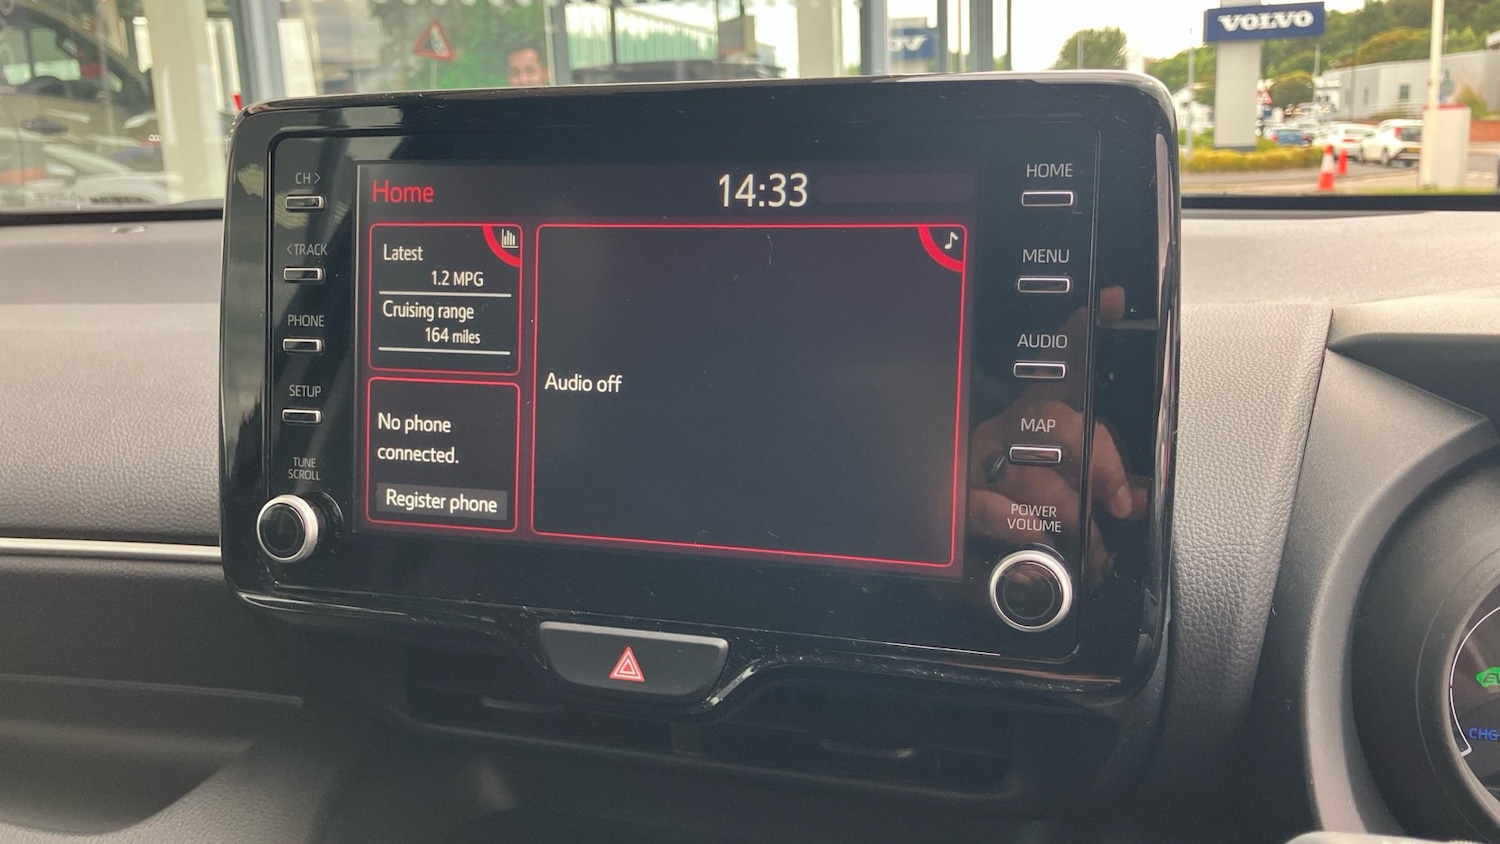 VOLVO
CH >
< TRACK
PHONE
SETUP
TUNE
SCROLL
Home
14:33
Latest
1.2 MPG
Cruising range
164 miles
No phone
connected.
Register phone
Audio off
HOME
MENU
AUDIO
MAP
POWER
VOLUME
CHG